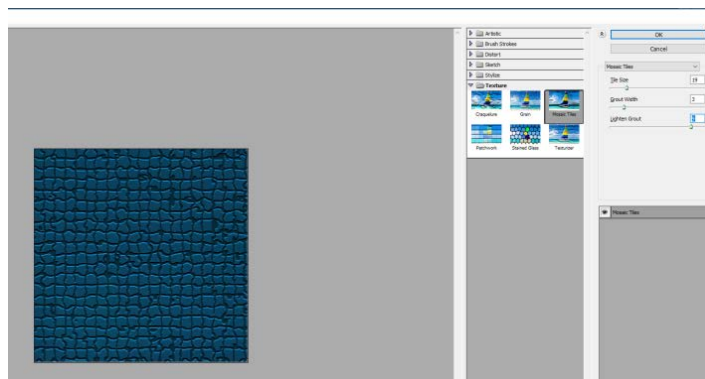 Artistic
Brush Strokes
Distort
Sketch
Stylize
Texture
Craquelure
Grain
Mosaic Tiles
Patchwork
Stained Glass
Texturizer
OK
Cancel
Mosaic Tiles
Tile Size
19
Grout Width
Lighten Grout
Mosaic Tiles